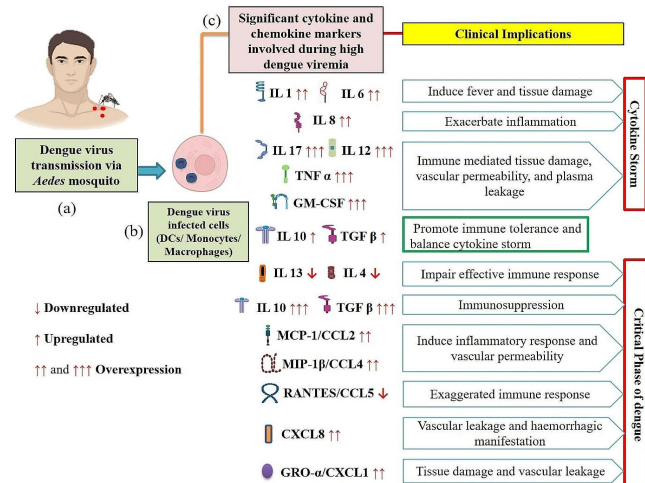 (c)
Significant cytokine and
chemokine markers
involved during high
dengue viremia
Clinical Implications
Dengue virus
transmission via
Aedes mosquito
(a)
(b)
Dengue virus
infected cells
(DCs/ Monocytes/
Macrophages)
IL 1 ↑↑ IL 6 ↑↑
Induce fever and tissue damage
IL 8 ↑↑
Exacerbate inflammation
IL 17 ↑↑↑ IL 12 ↑↑↑
TNF α ↑↑↑
GM-CSF ↑↑↑
Immune mediated tissue damage,
vascular permeability, and plasma
leakage
Cytokine Storm
IL 10 ↑ TGF β ↑
Promote immune tolerance and
balance cytokine storm
IL 13 ↓ IL 4 ↓
Impair effective immune response
IL 10 ↑↑↑ TGF β ↑↑↑
Immunosuppression
MCP-1/CCL2 ↑↑
MIP-1β/CCL4 ↑↑
Induce inflammatory response and
vascular permeability
RANTES/CCL5 ↓
Exaggerated immune response
CXCL8 ↑↑
Vascular leakage and haemorrhagic
manifestation
GRO-α/CXCL1 ↑↑
Tissue damage and vascular leakage
Critical Phase of dengue
↓ Downregulated
↑ Upregulated
↑↑ and ↑↑↑ Overexpression